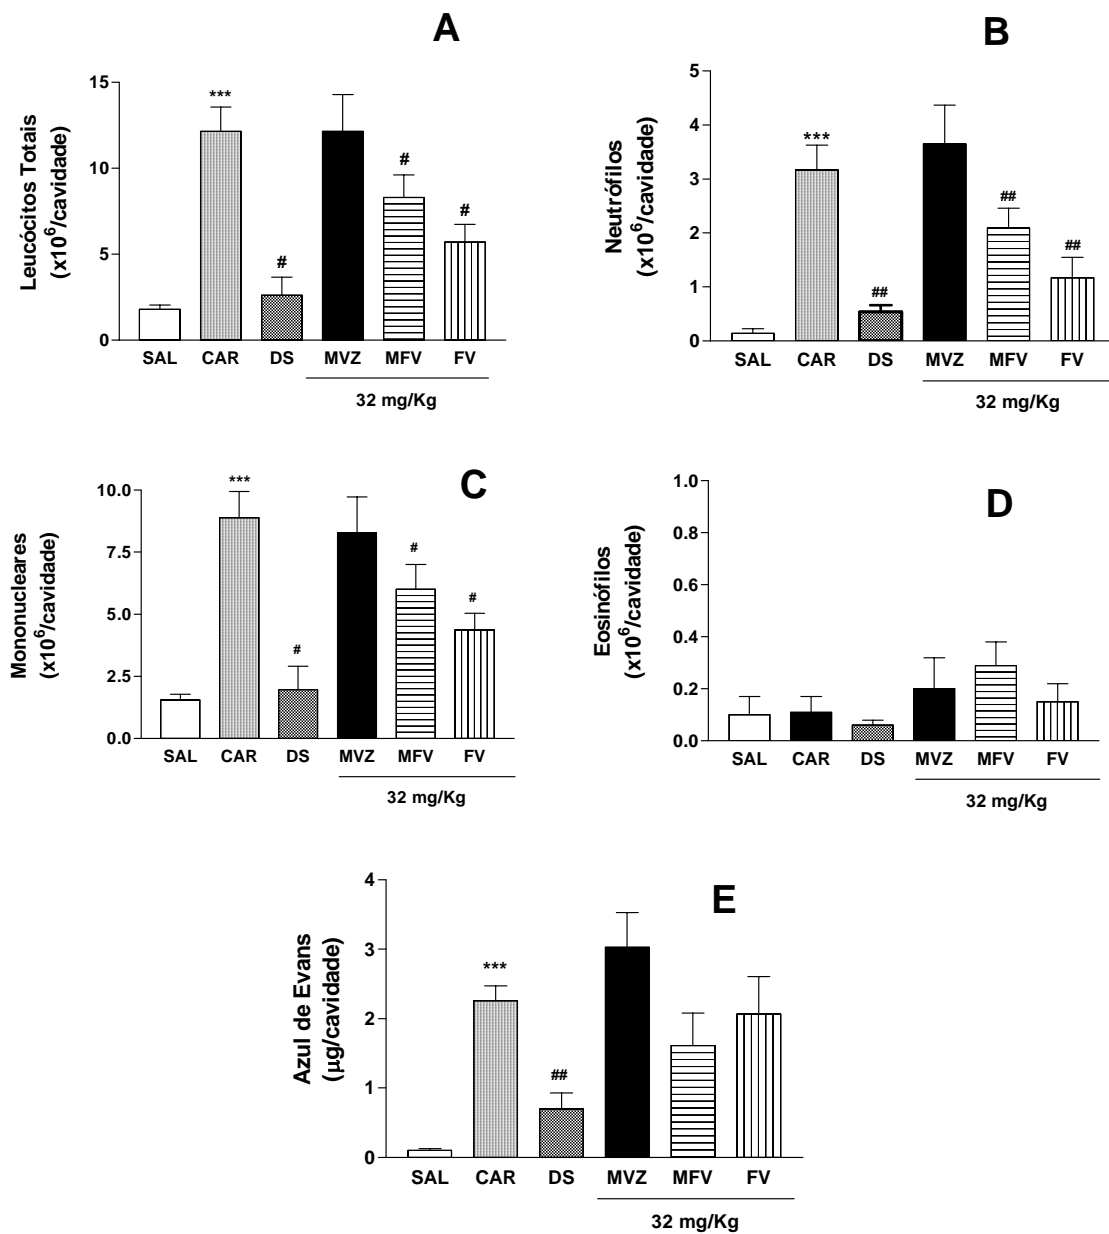 A
Leucócitos Totais
(x10⁶/cavidade)
15
10
5
0
***
#
#
#
SAL CAR DS MVZ MFV FV
32 mg/Kg
B
Neutrófilos
(x10⁶/cavidade)
5
4
3
2
1
0
***
##
##
##
SAL CAR DS MVZ MFV FV
32 mg/Kg
C
Mononucleares
(x10⁶/cavidade)
10.0
7.5
5.0
2.5
0.0
***
#
#
#
SAL CAR DS MVZ MFV FV
32 mg/Kg
D
Eosinófilos
(x10⁶/cavidade)
1.0
0.8
0.6
0.4
0.2
0.0
SAL CAR DS MVZ MFV FV
32 mg/Kg
E
Azul de Evans
(µg/cavidade)
4
3
2
1
0
***
##
SAL CAR DS MVZ MFV FV
32 mg/Kg